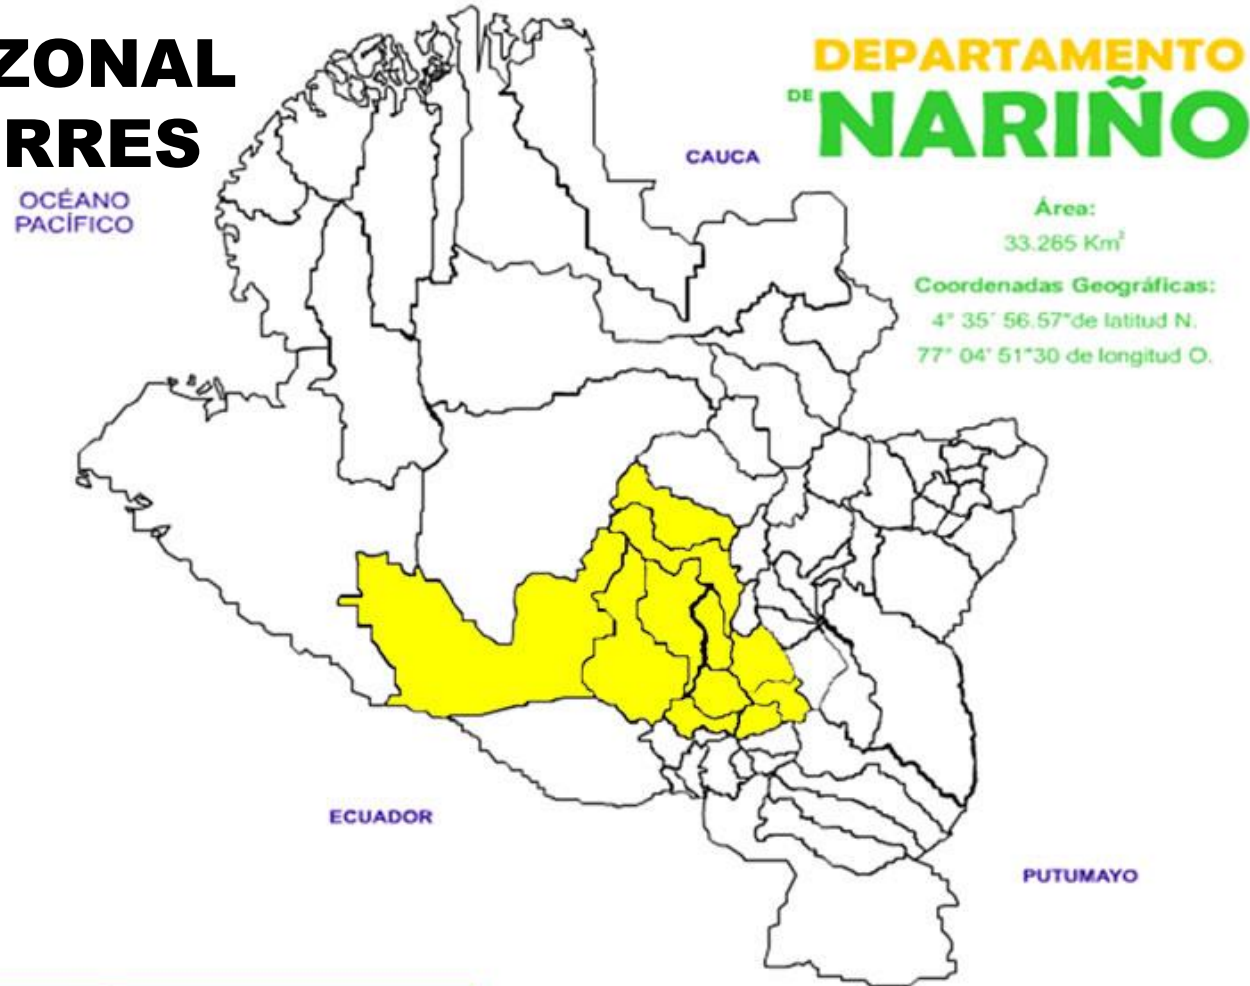 ZONAL
RRES
OCÉANO
PACÍFICO
DEPARTAMENTO
DE NARIÑO
CAUCA
Área:
33.265 Km²
Coordenadas Geográficas:
4° 35´ 56.57"de latitud N.
77° 04' 51"30 de longitud O.
ECUADOR
PUTUMAYO